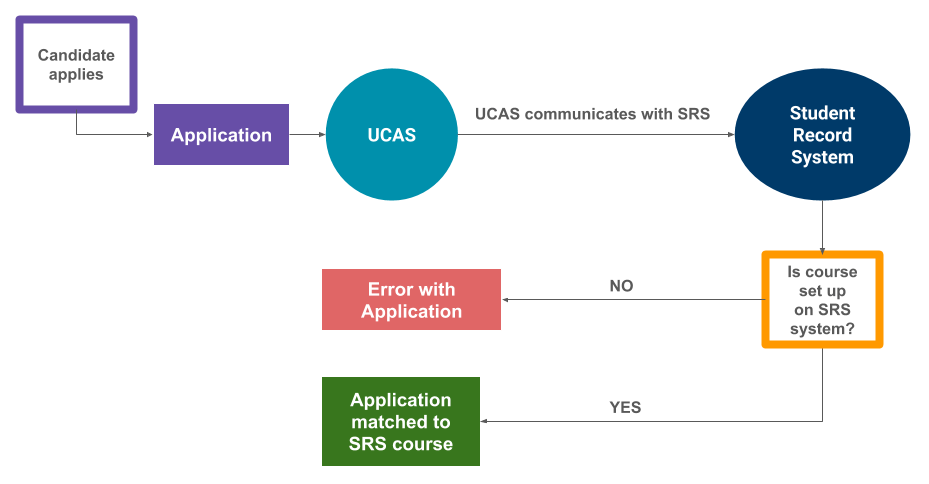 Candidate
applies
Application
UCAS
UCAS communicates with SRS
Student
Record
System
Is course
set up
on SRS
system?
NO
Error with
Application
YES
Application
matched to
SRS course